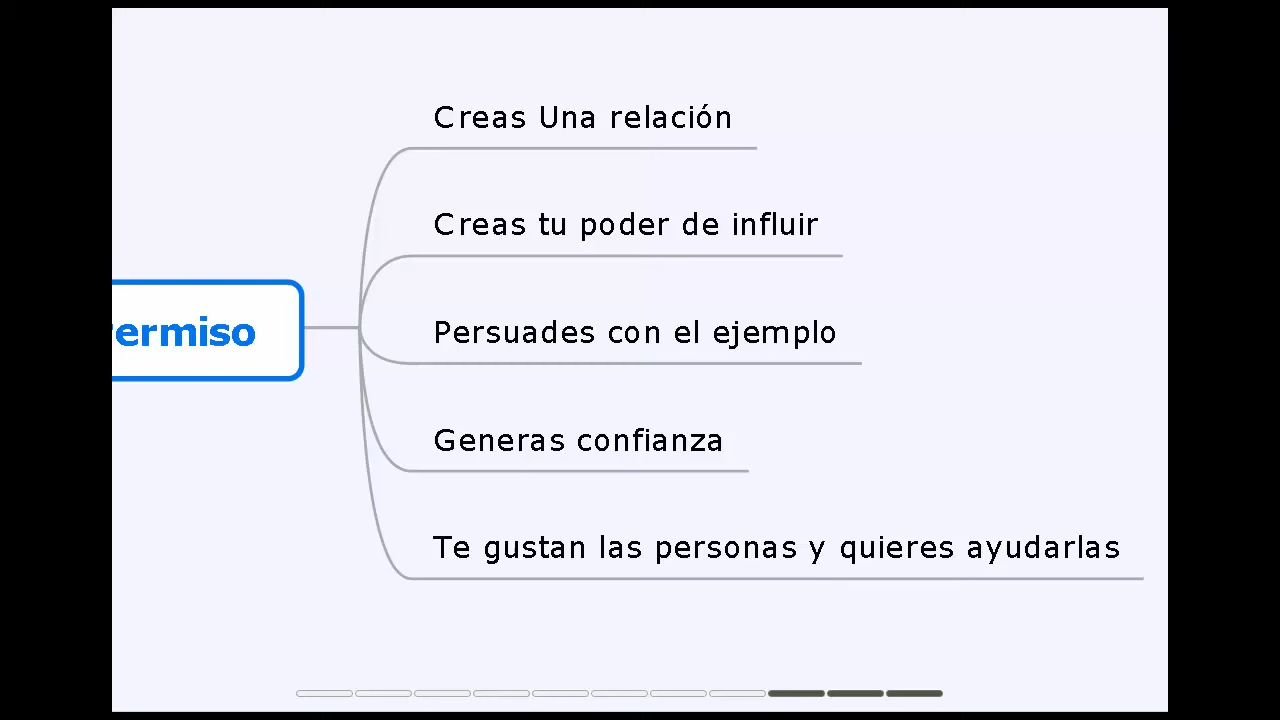 Creas Una relación
Creas tu poder de influir
ermiso
Persuades con el ejemplo
Generas confianza
Te gustan las personas y quieres ayudarlas